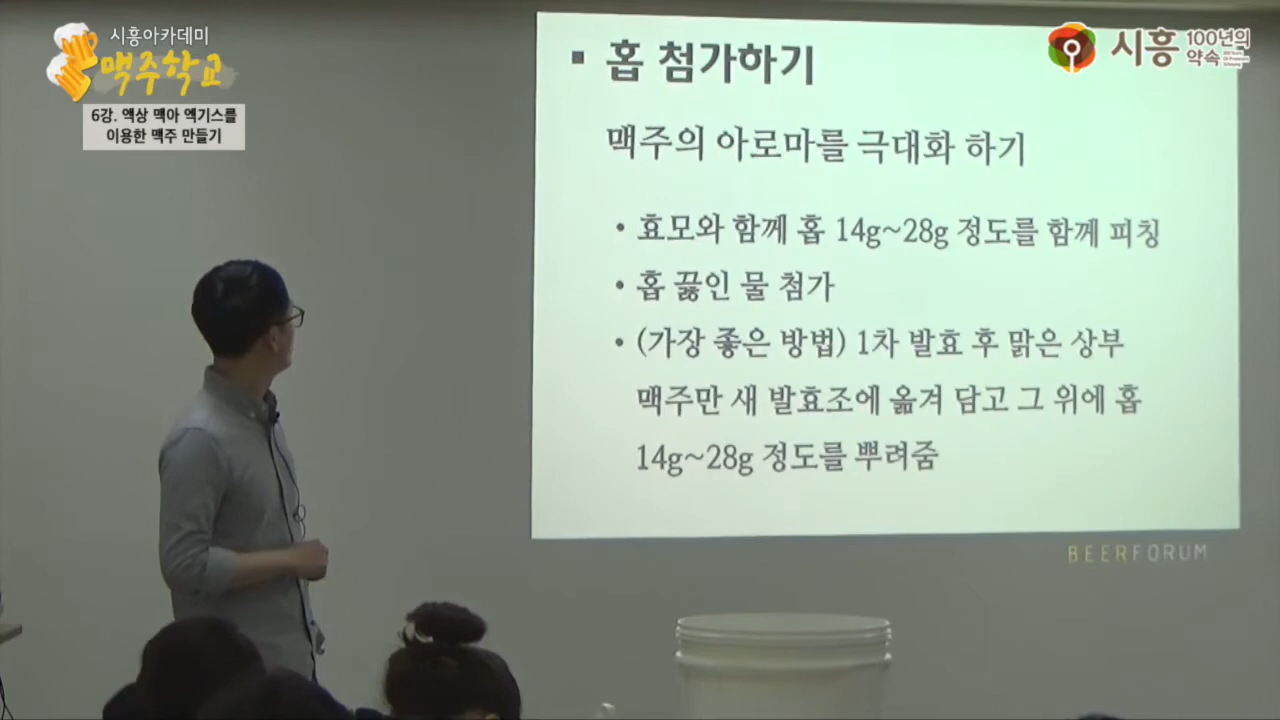 시흥아카데미
맥주학교
6강. 액상 맥아 엑기스를
이용한 맥주 만들기
시흥 100년의
약속
▪ 홉 첨가하기
맥주의 아로마를 극대화 하기
• 효모와 함께 홉 14g~28g 정도를 함께 피칭
• 홉 끓인 물 첨가
• (가장 좋은 방법) 1차 발효 후 맑은 상부
맥주만 새 발효조에 옮겨 담고 그 위에 홉
14g~28g 정도를 뿌려줌
BEERFORUM